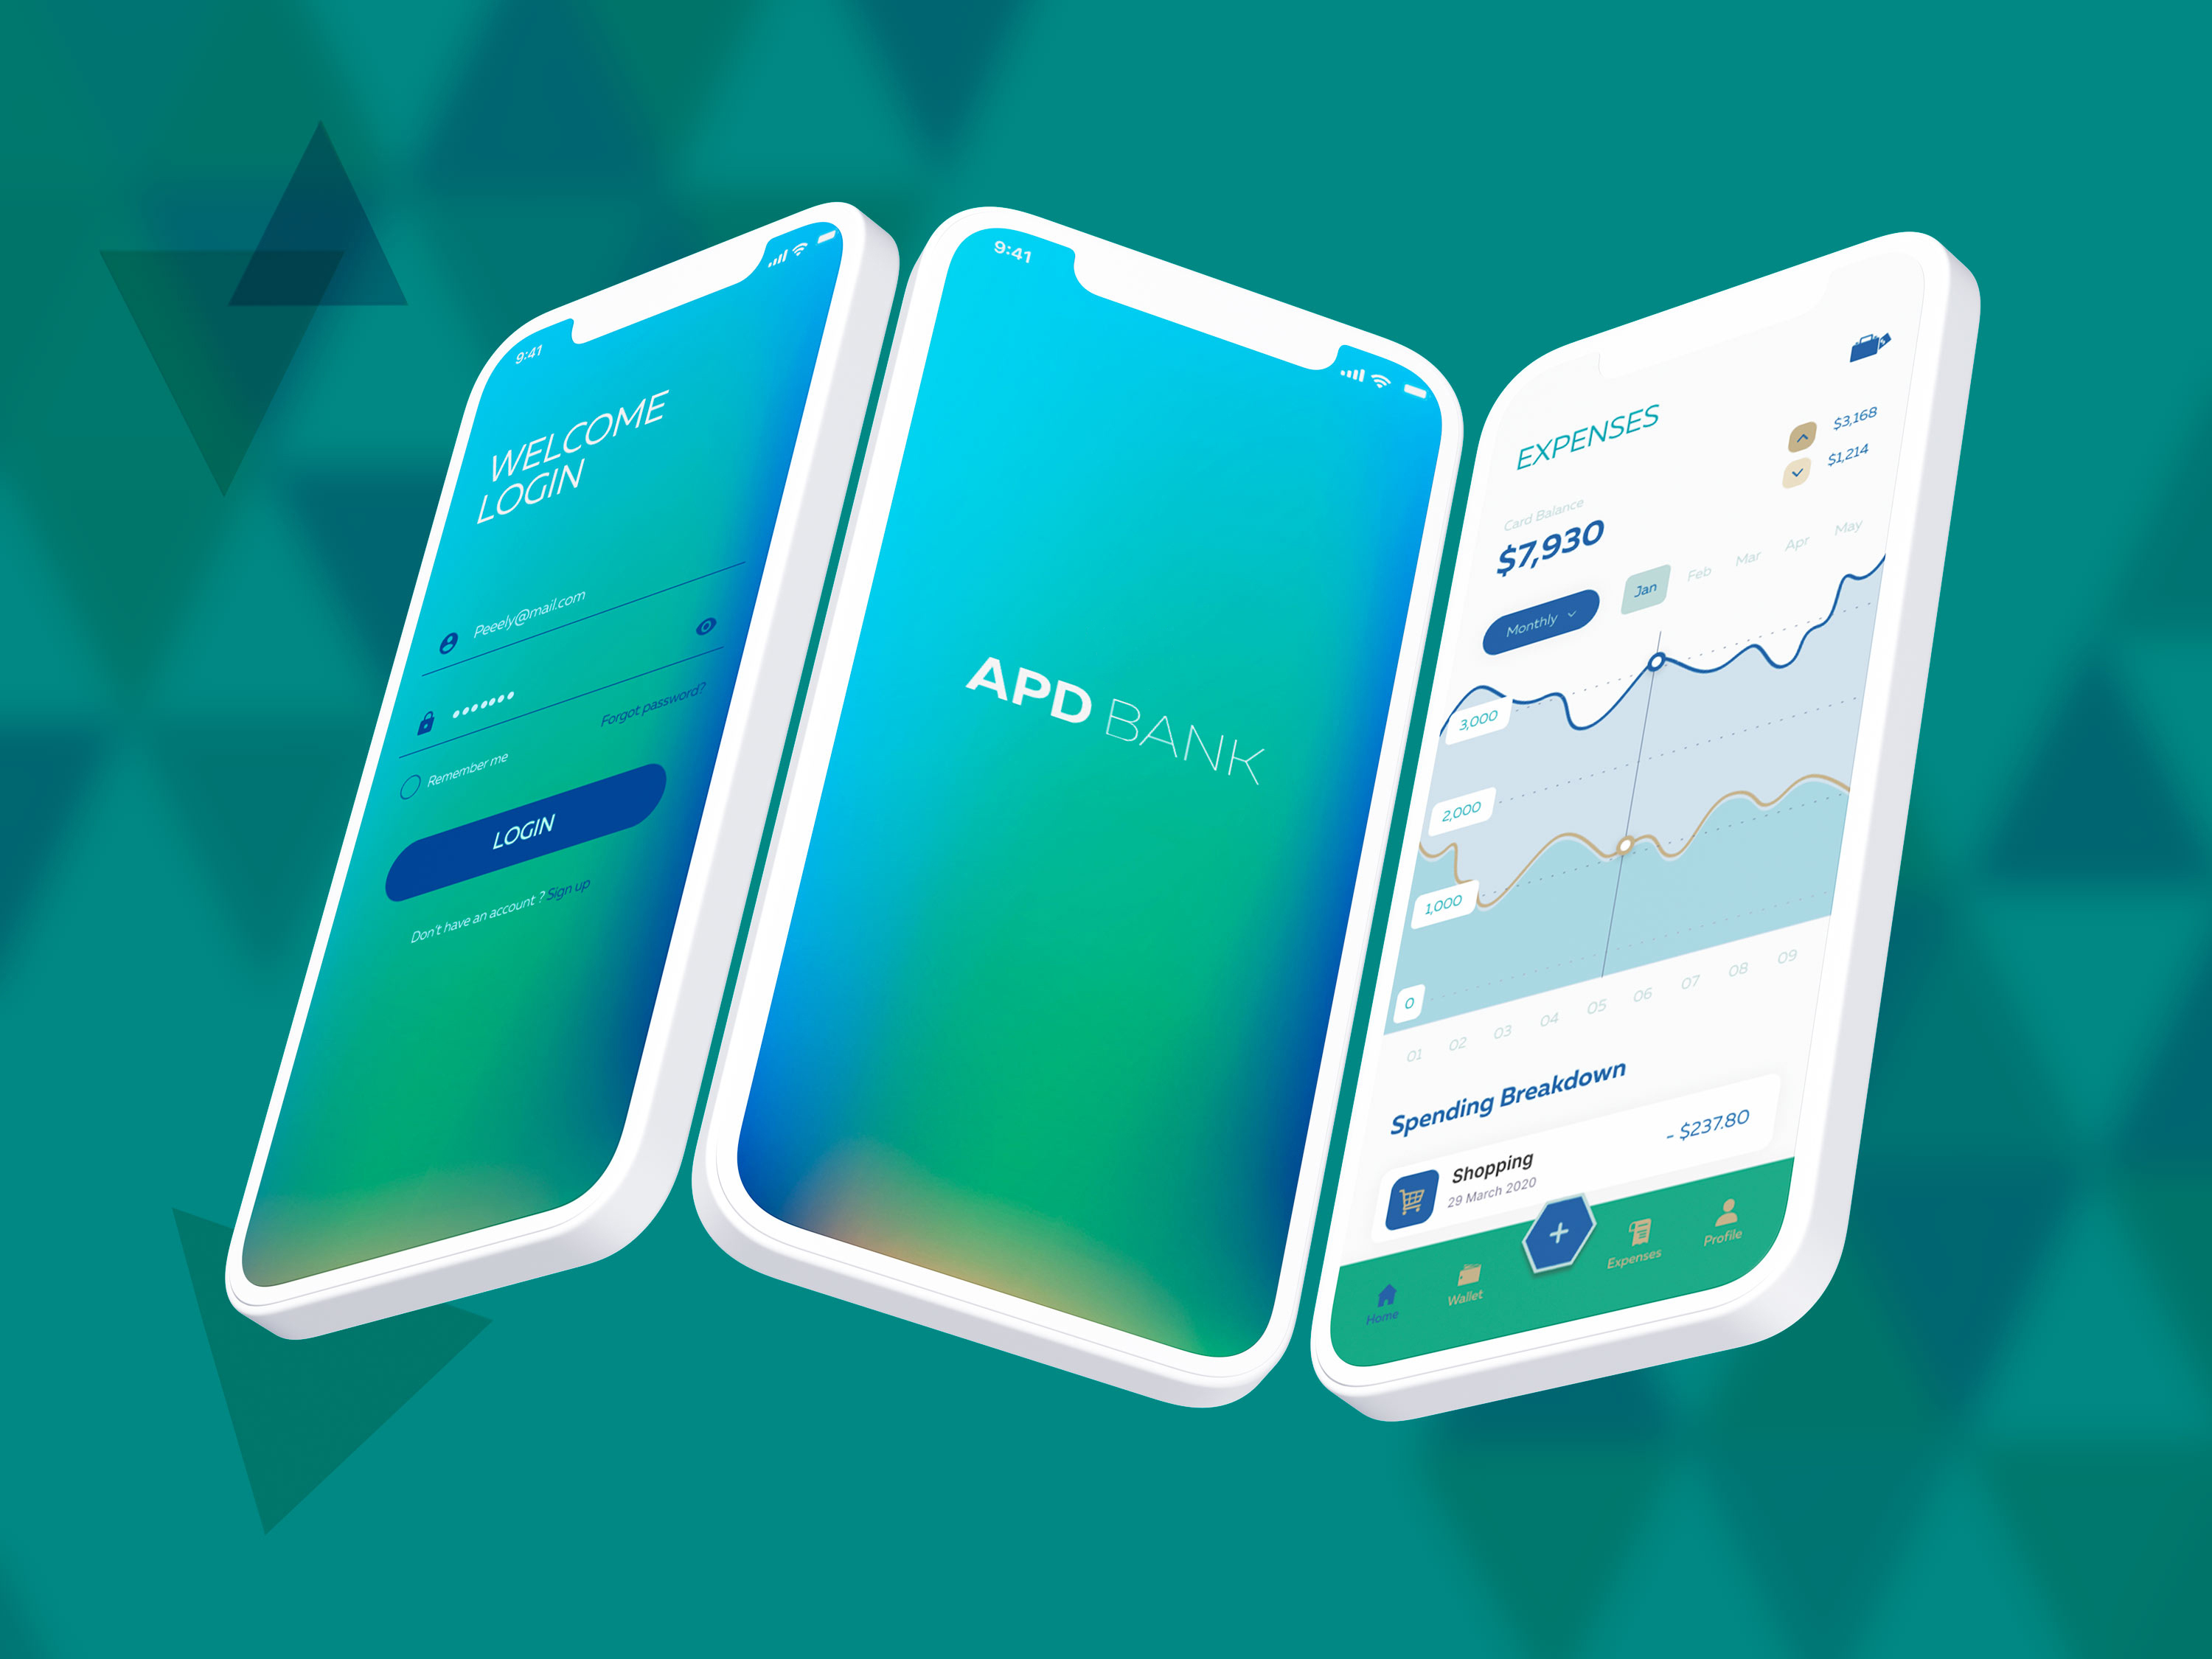 9:41
WELCOME
LOGIN
Peeely@mail.com
•••••••
Forgot password?
Remember me
LOGIN
Don't have an account ? Sign up
9:41
APD BANK
EXPENSES
$3,168
$1,214
Card Balance
$7,930
Monthly
Jan Feb Mar Apr May
3,000
2,000
1,000
0
01 02 03 04 05 06 07 08 09
Spending Breakdown
Shopping
- $237.80
29 March 2020
+
Home Wallet Expenses Profile